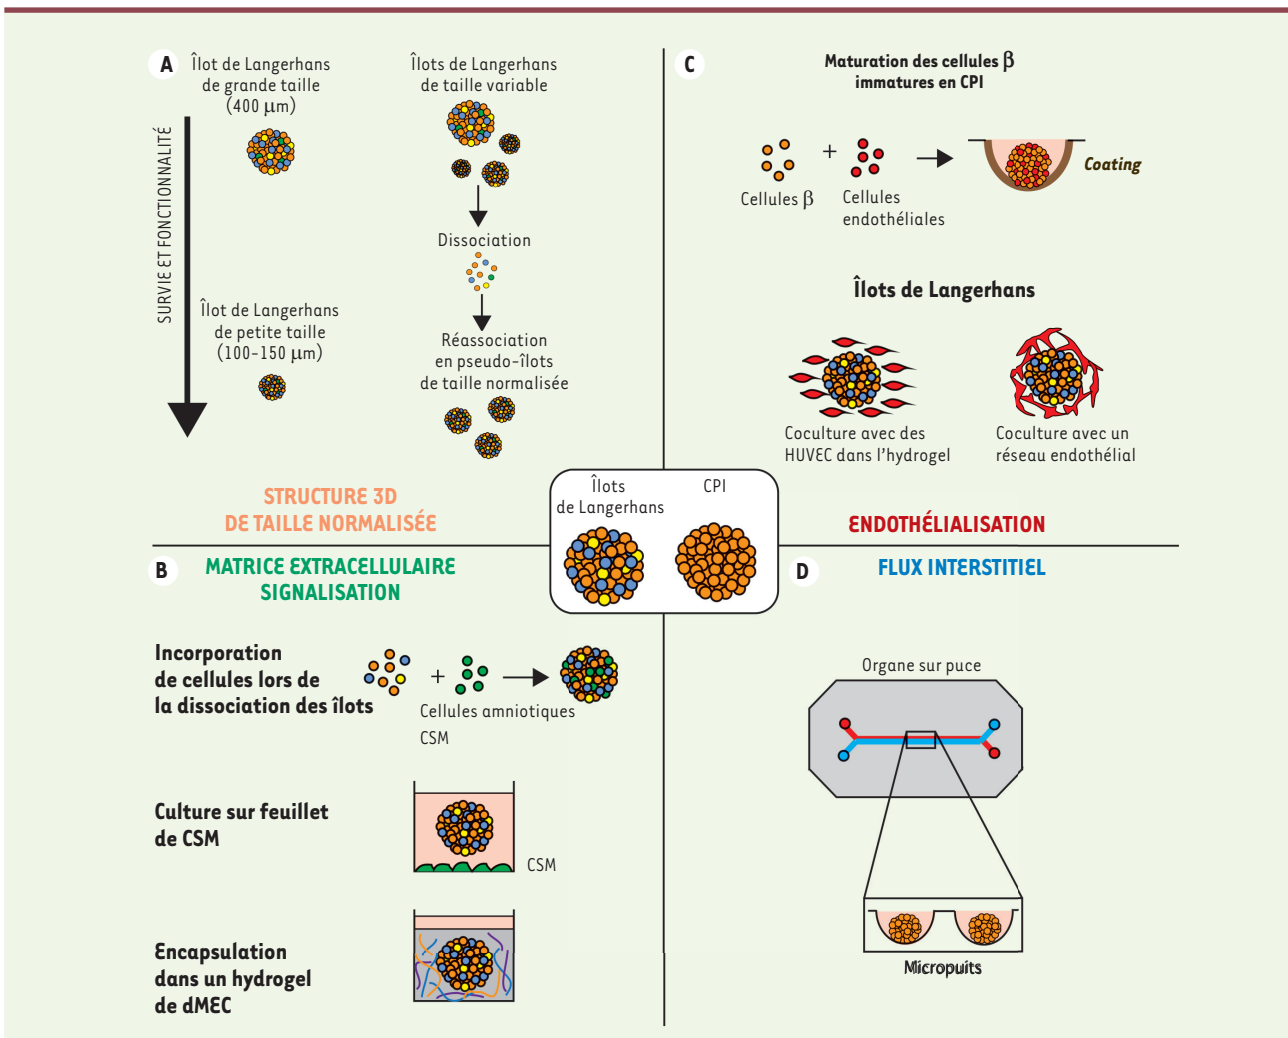 A
Îlot de Langerhans
de grande taille
(400 μm)
Îlots de Langerhans
de taille variable
SURVIE ET FONCTIONNALITÉ
Dissociation
Îlot de Langerhans
de petite taille
(100-150 μm)
Réassociation
en pseudo-îlots
de taille normalisée
STRUCTURE 3D
DE TAILLE NORMALISÉE
C
Maturation des cellules β
immatures en CPI
+
Coating
Cellules β
Cellules
endothéliales
Îlots de Langerhans
Coculture avec des
HUVEC dans l'hydrogel
Coculture avec un
réseau endothélial
ENDOTHÉLIALISATION
Îlots
de Langerhans
CPI
B
MATRICE EXTRACELLULAIRE
SIGNALISATION
Incorporation
de cellules lors de
la dissociation des îlots
+
Cellules amniotiques
CSM
Culture sur feuillet
de CSM
CSM
Encapsulation
dans un hydrogel
de dMEC
D
FLUX INTERSTITIEL
Organe sur puce
Micropuits